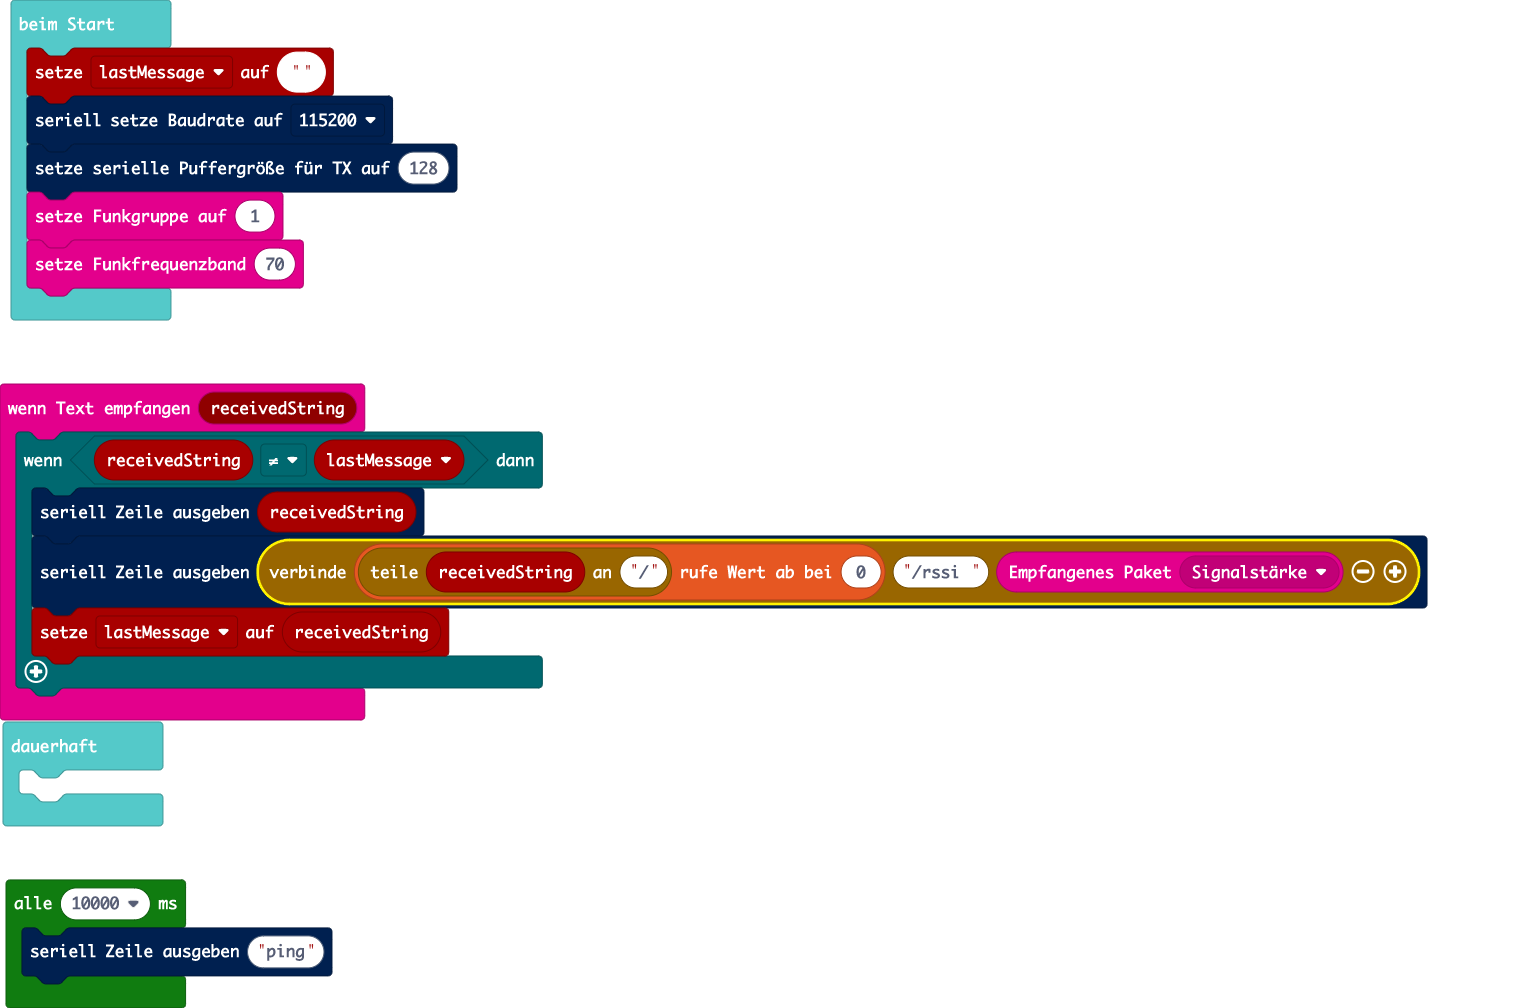 beim Start
setze lastMessage auf " "
seriell setze Baudrate auf 115200
setze serielle Puffergröße für TX auf 128
setze Funkgruppe auf 1
setze Funkfrequenzband 70
wenn Text empfangen receivedString
wenn receivedString ≠ lastMessage dann
seriell Zeile ausgeben receivedString
seriell Zeile ausgeben verbinde teile receivedString an "/" rufe Wert ab bei 0 "/rssi " Empfangenes Paket Signalstärke
setze lastMessage auf receivedString
dauerhaft
alle 10000 ms
seriell Zeile ausgeben "ping"